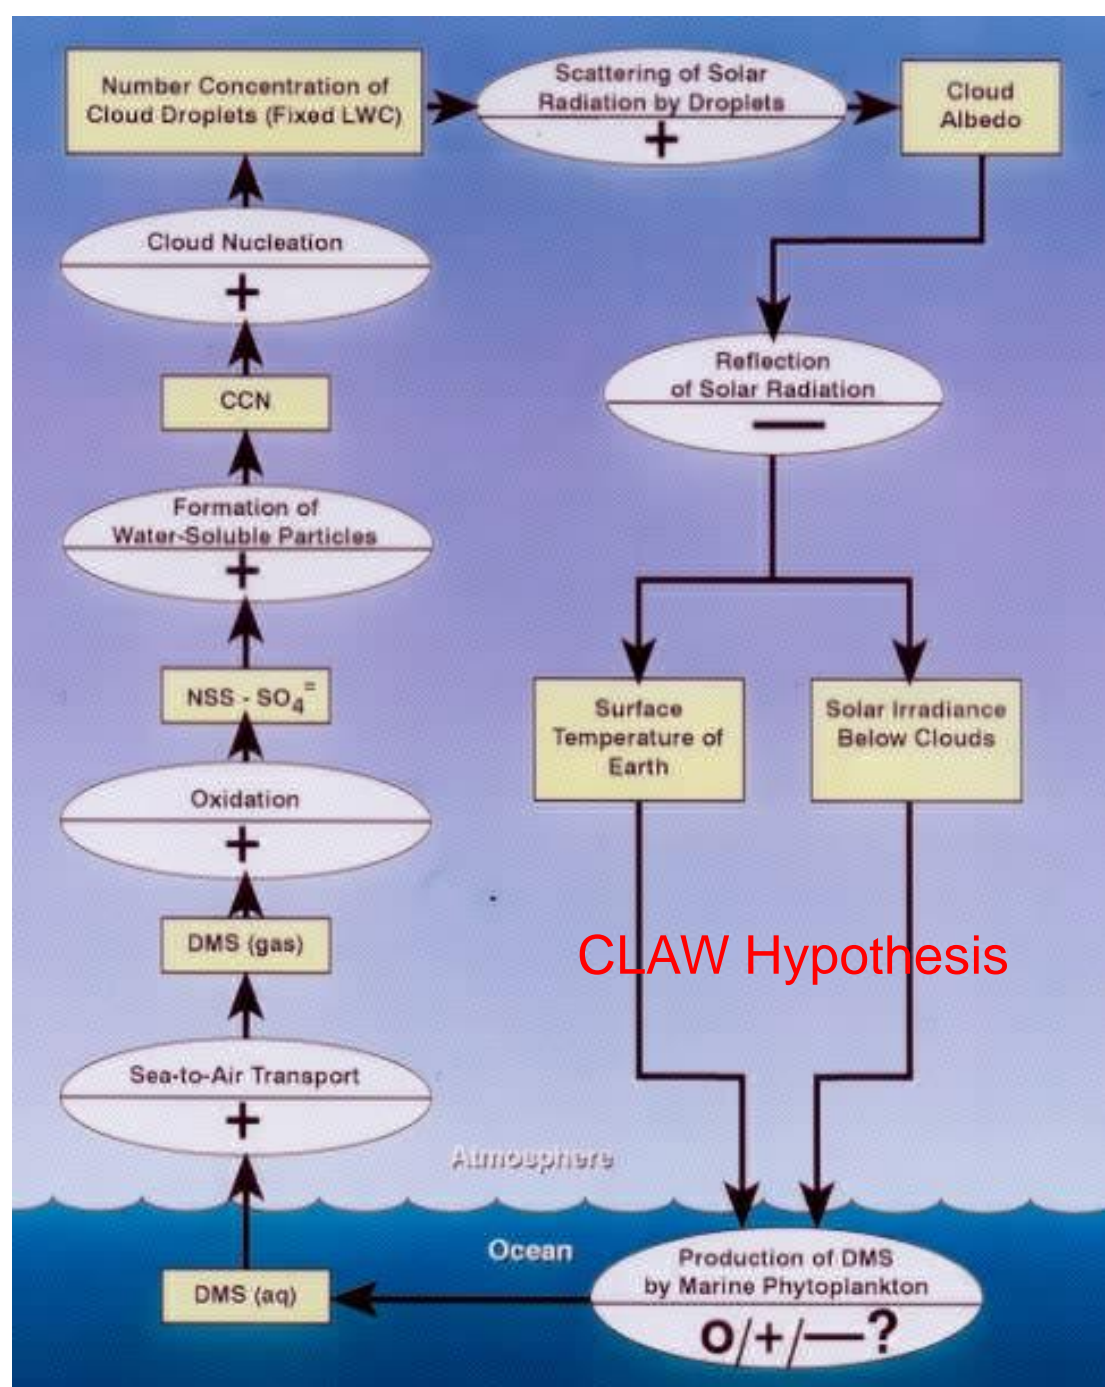 Number Concentration of
Cloud Droplets (Fixed LWC)
Scattering of Solar
Radiation by Droplets
+
Cloud
Albedo
Cloud Nucleation
+
Reflection
of Solar Radiation
—
CCN
Formation of
Water-Soluble Particles
+
NSS - SO₄⁼
Surface
Temperature of
Earth
Solar Irradiance
Below Clouds
Oxidation
+
DMS (gas)
CLAW Hypothesis
Sea-to-Air Transport
+
Atmosphere
Ocean
Production of DMS
by Marine Phytoplankton
o/+/—?
DMS (aq)